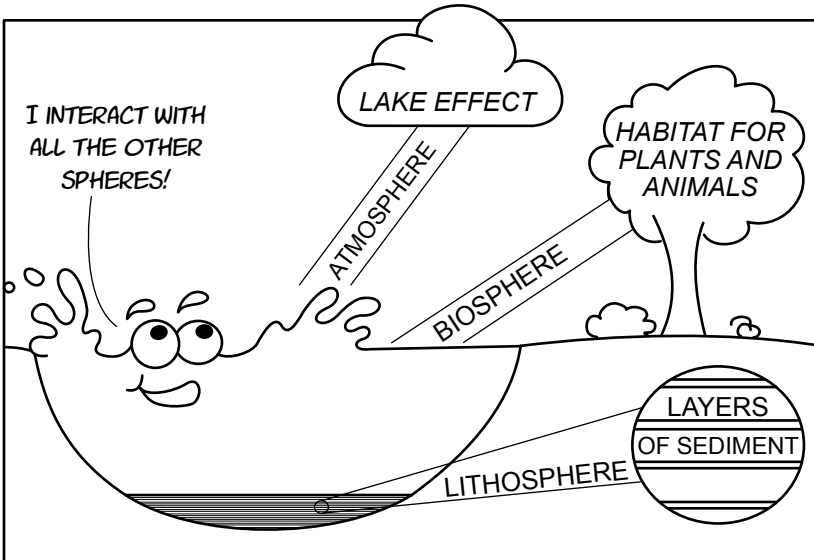 I INTERACT WITH
ALL THE OTHER
SPHERES!
LAKE EFFECT
ATMOSPHERE
HABITAT FOR
PLANTS AND
ANIMALS
BIOSPHERE
LAYERS
OF SEDIMENT
LITHOSPHERE